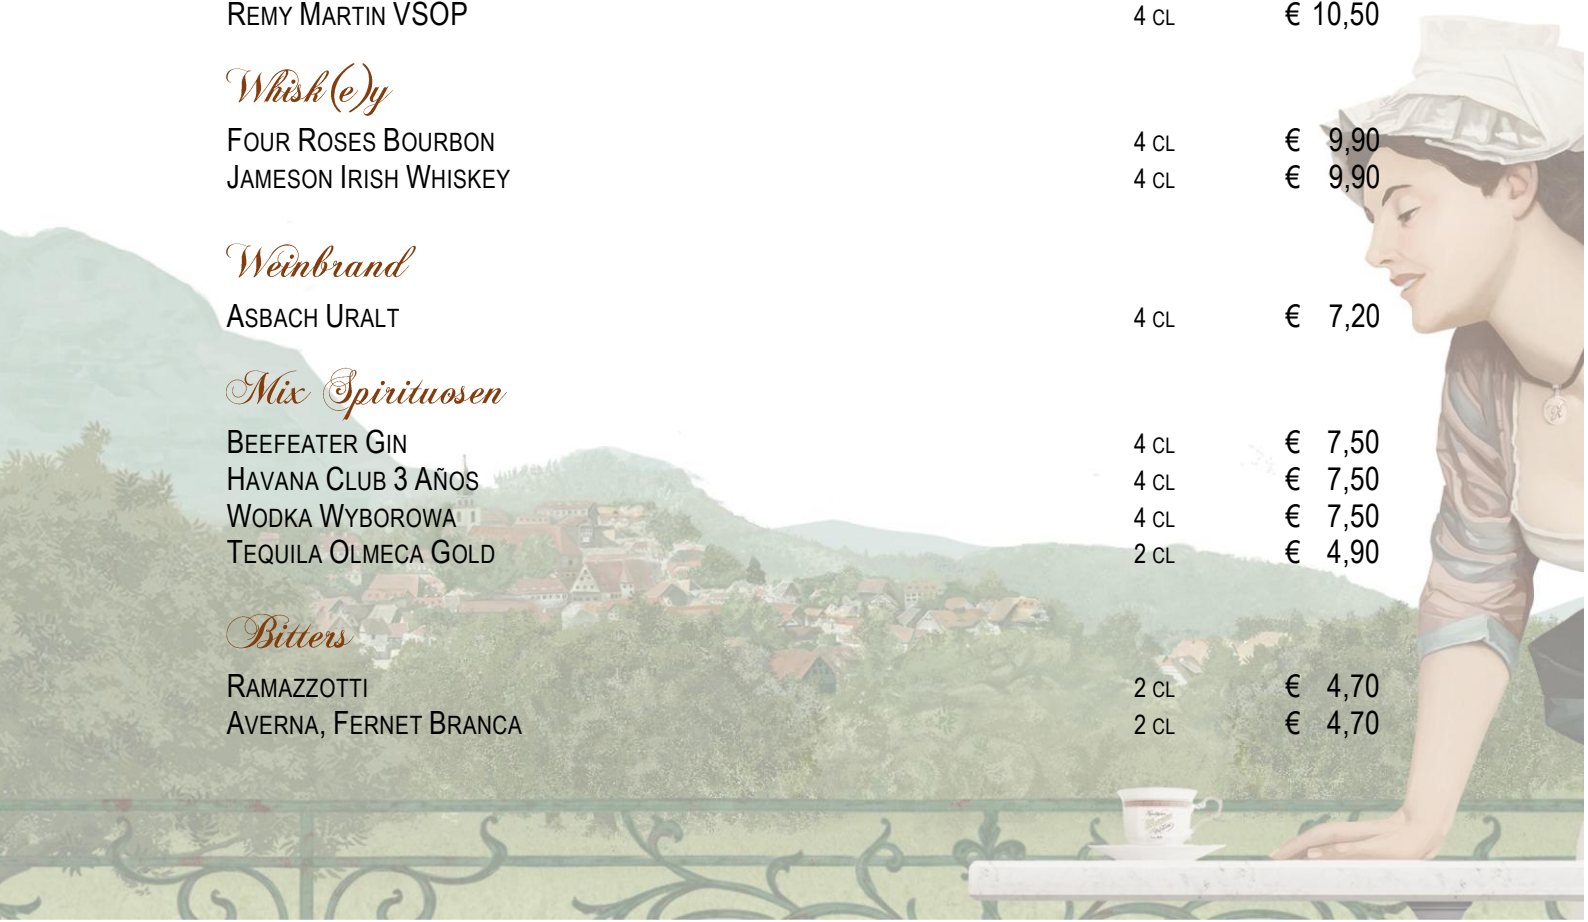 REMY MARTIN VSOP 4 CL € 10,50
Whisk(e)y
FOUR ROSES BOURBON 4 CL € 9,90
JAMESON IRISH WHISKEY 4 CL € 9,90
Weinbrand
ASBACH URALT 4 CL € 7,20
Mix Spirituosen
BEEFEATER GIN 4 CL € 7,50
HAVANA CLUB 3 AÑOS 4 CL € 7,50
WODKA WYBOROWA 4 CL € 7,50
TEQUILA OLMECA GOLD 2 CL € 4,90
Bitters
RAMAZZOTTI 2 CL € 4,70
AVERNA, FERNET BRANCA 2 CL € 4,70